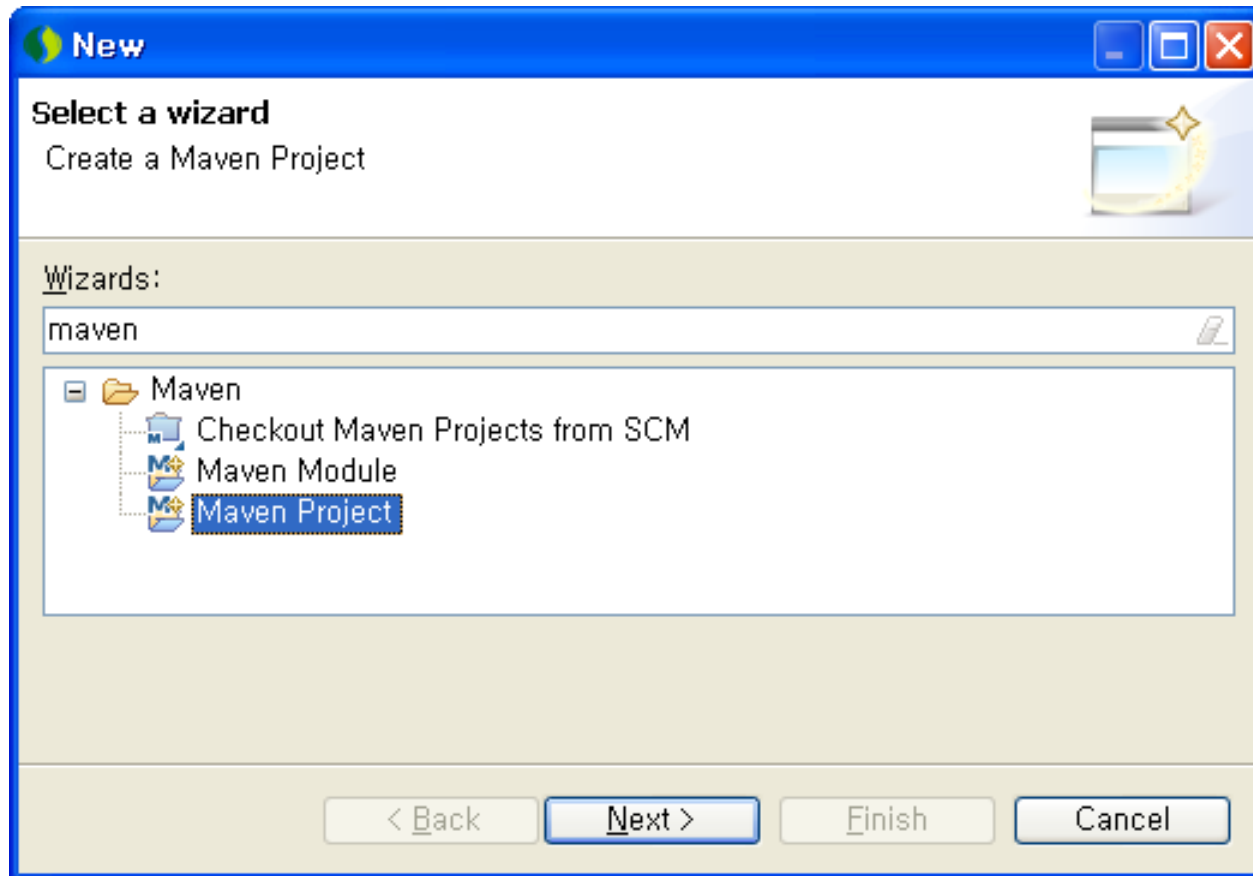 New
Select a wizard
Create a Maven Project
Wizards:
maven
Maven
Checkout Maven Projects from SCM
Maven Module
Maven Project
< Back
Next >
Finish
Cancel